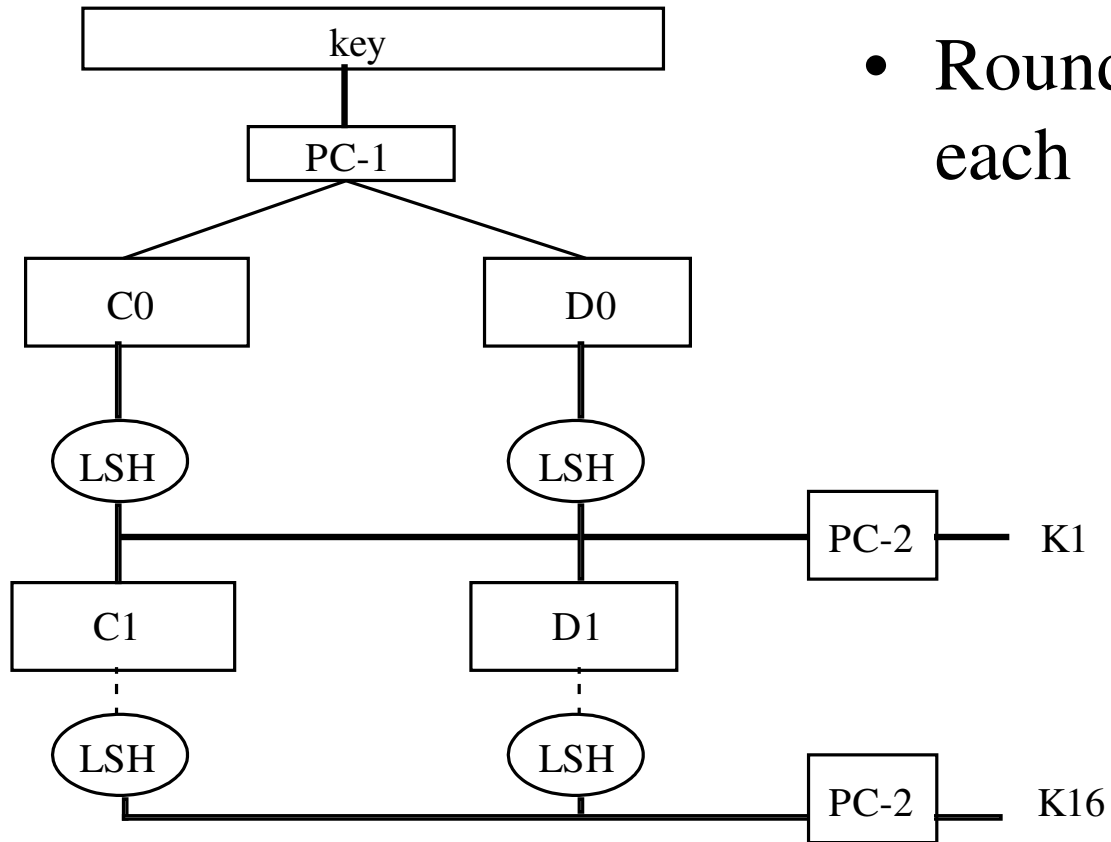 key
• Round
each
PC-1
C0 D0
LSH LSH
PC-2 K1
C1 D1
LSH LSH
PC-2 K16